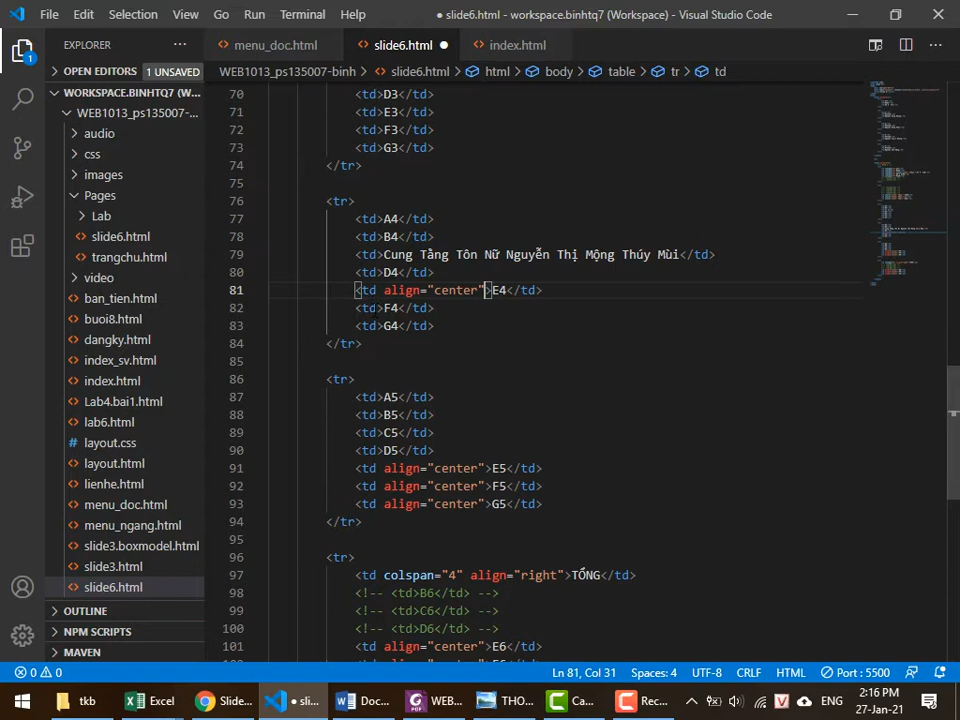 File Edit Selection View Go Run Terminal Help
● slide6.html - workspace.binhtq7 (Workspace) - Visual Studio Code
EXPLORER
menu_doc.html
slide6.html ●
index.html
OPEN EDITORS 1 UNSAVED
WEB1013_ps135007-binh > slide6.html > html > body > table > tr > td
WORKSPACE.BINHTQ7 (W...
WEB1013_ps135007-...
audio
css
images
Pages
Lab
slide6.html
trangchu.html
video
ban_tien.html
buoi8.html
dangky.html
index_sv.html
index.html
Lab4.bai1.html
lab6.html
layout.css
layout.html
lienhe.html
menu_doc.html
menu_ngang.html
slide3.boxmodel.html
slide3.html
slide6.html
OUTLINE
NPM SCRIPTS
MAVEN
70 <td>D3</td>
71 <td>E3</td>
72 <td>F3</td>
73 <td>G3</td>
74 </tr>
75
76 <tr>
77 <td>A4</td>
78 <td>B4</td>
79 <td>Cung Tằng Tôn Nữ Nguyễn Thị Mộng Thúy Mùi</td>
80 <td>D4</td>
81 <td align="center">E4</td>
82 <td>F4</td>
83 <td>G4</td>
84 </tr>
85
86 <tr>
87 <td>A5</td>
88 <td>B5</td>
89 <td>C5</td>
90 <td>D5</td>
91 <td align="center">E5</td>
92 <td align="center">F5</td>
93 <td align="center">G5</td>
94 </tr>
95
96 <tr>
97 <td colspan="4" align="right">TỔNG</td>
98 <!-- <td>B6</td> -->
99 <!-- <td>C6</td> -->
100 <!-- <td>D6</td> -->
101 <td align="center">E6</td>
0 0 Ln 81, Col 31 Spaces: 4 UTF-8 CRLF HTML Port : 5500
tkb
Excel
Slide...
● sli...
Doc...
WEB...
THO...
Ca...
Rec...
ENG
2:16 PM
27-Jan-21